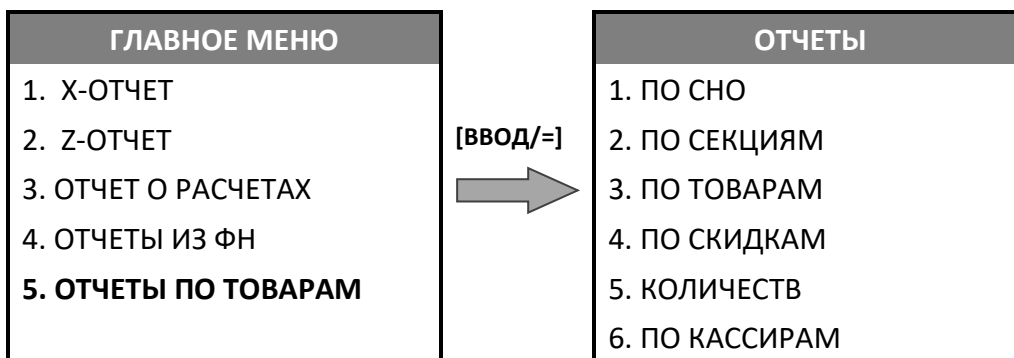 ГЛАВНОЕ МЕНЮ
1. X-ОТЧЕТ
2. Z-ОТЧЕТ
3. ОТЧЕТ О РАСЧЕТАХ
4. ОТЧЕТЫ ИЗ ФН
5. ОТЧЕТЫ ПО ТОВАРАМ
[ВВОД/=]
ОТЧЕТЫ
1. ПО СНО
2. ПО СЕКЦИЯМ
3. ПО ТОВАРАМ
4. ПО СКИДКАМ
5. КОЛИЧЕСТВ
6. ПО КАССИРАМ